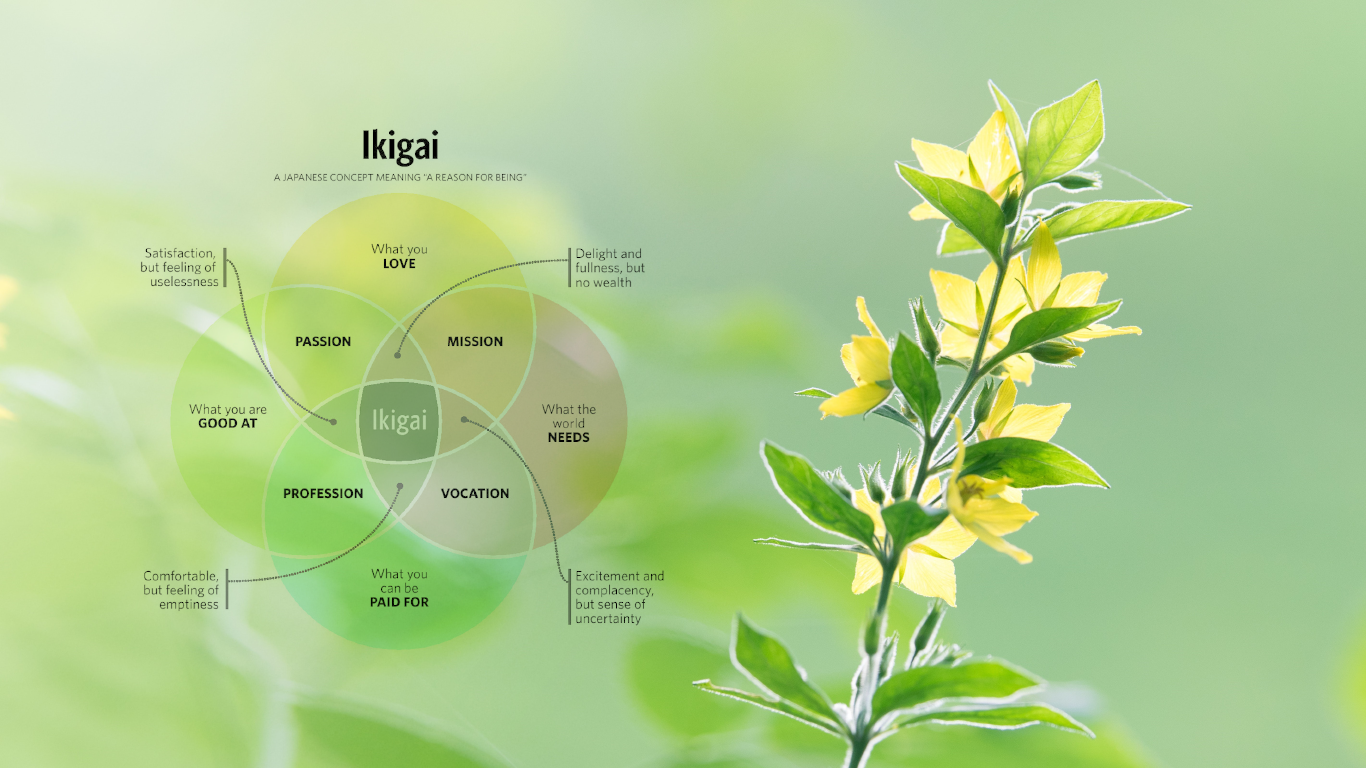 Ikigai
A JAPANESE CONCEPT MEANING "A REASON FOR BEING"
Satisfaction,
but feeling of
uselessness
What you
LOVE
Delight and
fullness, but
no wealth
PASSION
MISSION
What you are
GOOD AT
Ikigai
What the
world
NEEDS
PROFESSION
VOCATION
Comfortable,
but feeling of
emptiness
What you
can be
PAID FOR
Excitement and
complacency,
but sense of
uncertainty